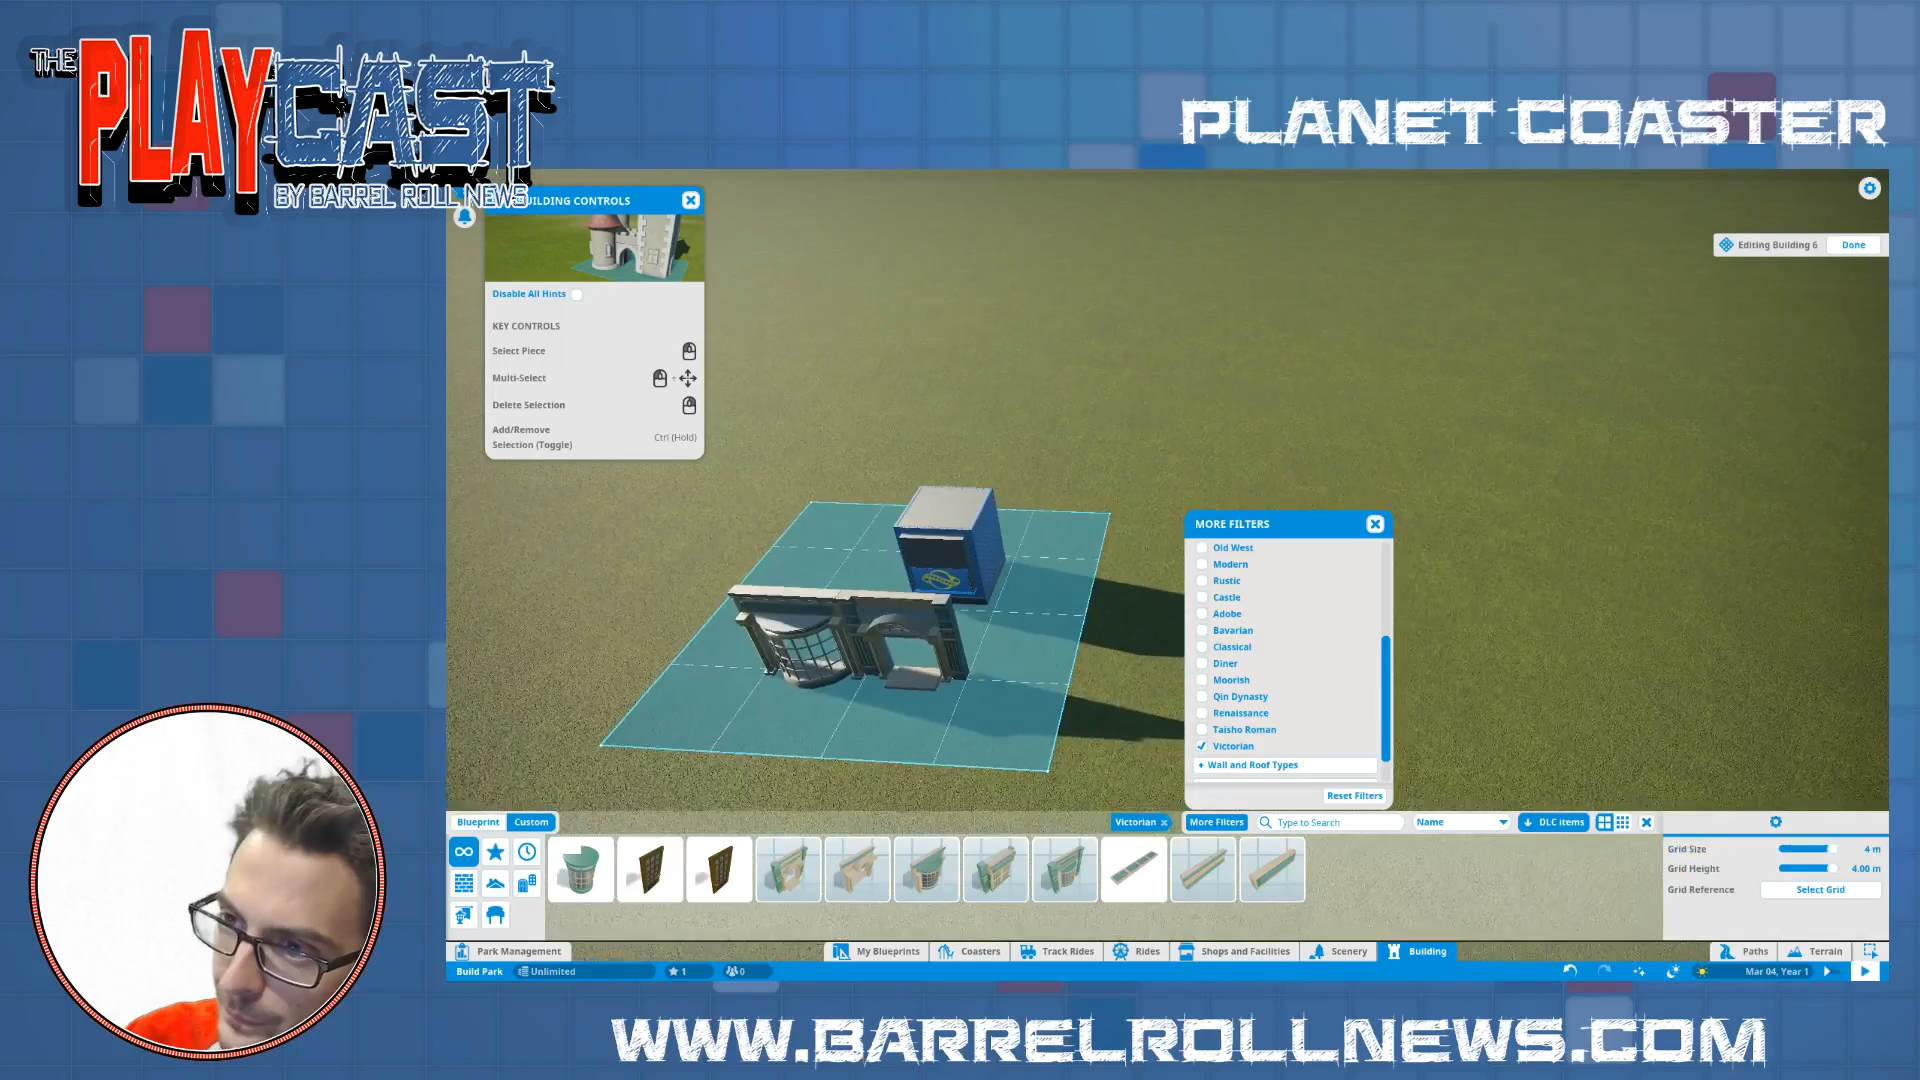 THE PLAYCAST
BY BARREL ROLL NEWS
PLANET COASTER
BUILDING CONTROLS
Disable All Hints
KEY CONTROLS
Select Piece
Multi-Select
+
Delete Selection
Add/Remove
Selection (Toggle)
Ctrl (Hold)
Editing Building 6
Done
MORE FILTERS
Old West
Modern
Rustic
Castle
Adobe
Bavarian
Classical
Diner
Moorish
Qin Dynasty
Renaissance
Taisho Roman
Victorian
+ Wall and Roof Types
Reset Filters
Blueprint
Custom
Victorian ×
More Filters
Type to Search
Name
DLC items
Grid Size
4 m
Grid Height
4.00 m
Grid Reference
Select Grid
Park Management
My Blueprints
Coasters
Track Rides
Rides
Shops and Facilities
Scenery
Building
Paths
Terrain
Build Park
Unlimited
1
0
Mar 04, Year 1
WWW.BARRELROLLNEWS.COM